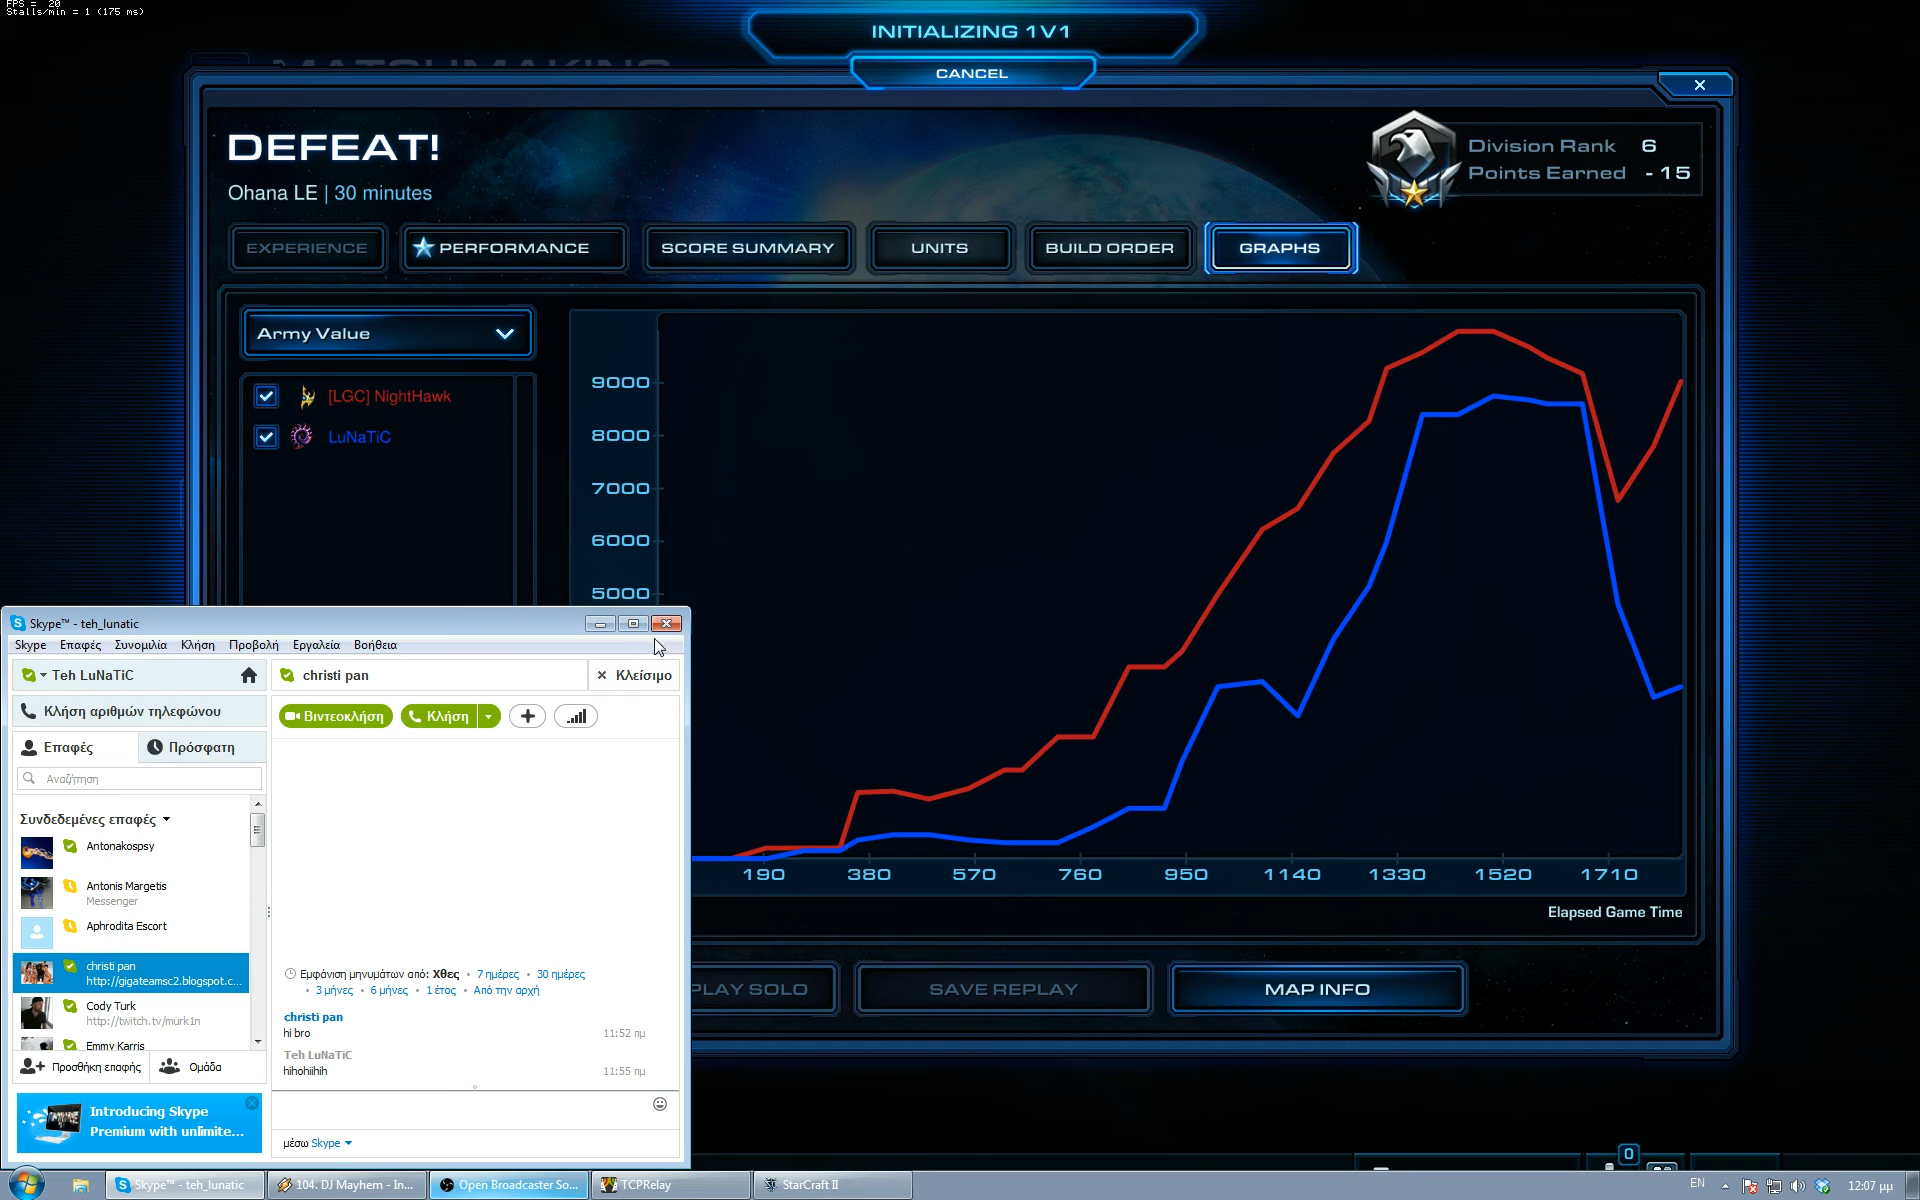 FPS = 20
Stalls/min = 1 (175 ms)
INITIALIZING 1V1
CANCEL
DEFEAT!
Ohana LE | 30 minutes
Division Rank 6
Points Earned - 15
EXPERIENCE
PERFORMANCE
SCORE SUMMARY
UNITS
BUILD ORDER
GRAPHS
Army Value
[LGC] NightHawk
LuNaTiC
9000
8000
7000
6000
5000
190 380 570 760 950 1140 1330 1520 1710
Elapsed Game Time
PLAY SOLO
SAVE REPLAY
MAP INFO
Skype™ - teh_lunatic
Skype Επαφές Συνομιλία Κλήση Προβολή Εργαλεία Βοήθεια
Teh LuNaTiC
christi pan
Κλείσιμο
Κλήση αριθμών τηλεφώνου
Βιντεοκλήση
Κλήση
Επαφές
Πρόσφατη
Αναζήτηση
Συνδεδεμένες επαφές
Antonakospsy
Antonis Margetis
Messenger
Aphrodita Escort
christi pan
http://gigateamsc2.blogspot.c...
Cody Turk
http://twitch.tv/murk1n
Emmy Karris
Προσθήκη επαφής
Ομάδα
Introducing Skype
Premium with unlimite...
Εμφάνιση μηνυμάτων από: Χθες • 7 ημέρες • 30 ημέρες
• 3 μήνες • 6 μήνες • 1 έτος • Από την αρχή
christi pan
hi bro 11:52 πμ
Teh LuNaTiC
hihohiihih 11:55 πμ
μέσω Skype
0
Skype™ - teh_lunatic
104. DJ Mayhem - In...
Open Broadcaster So...
TCPRelay
StarCraft II
EN
12:07 μμ